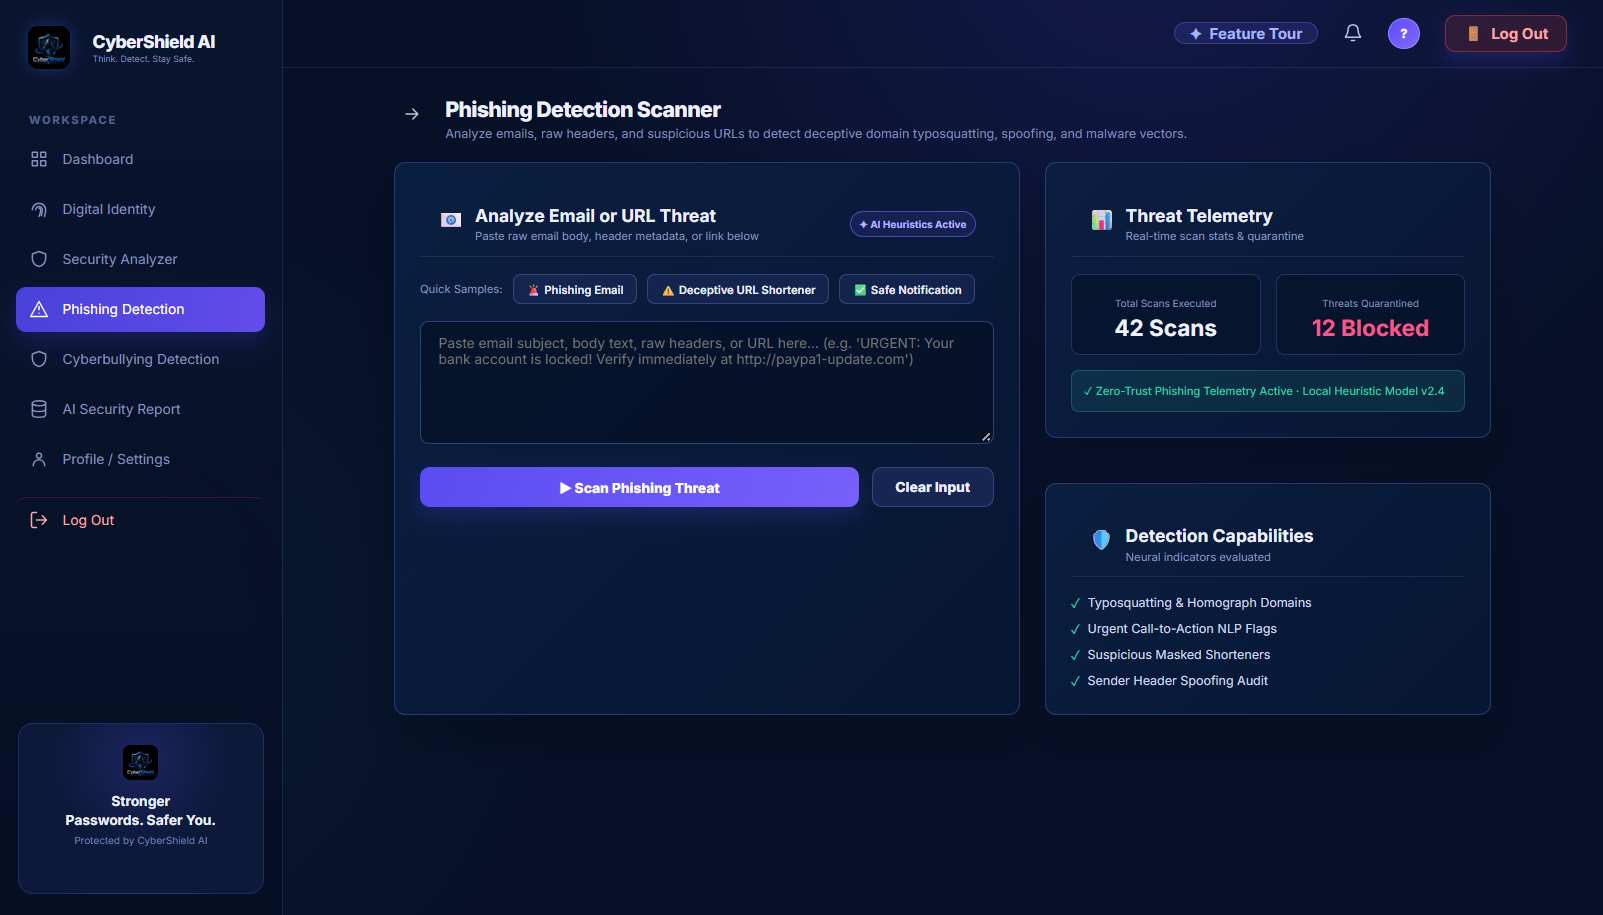 CyberShield AI
Think. Detect. Stay Safe.
WORKSPACE
Dashboard
Digital Identity
Security Analyzer
Phishing Detection
Cyberbullying Detection
AI Security Report
Profile / Settings
Log Out
Stronger
Passwords. Safer You.
Protected by CyberShield AI
✦ Feature Tour
?
Log Out
→
Phishing Detection Scanner
Analyze emails, raw headers, and suspicious URLs to detect deceptive domain typosquatting, spoofing, and malware vectors.
Analyze Email or URL Threat
Paste raw email body, header metadata, or link below
✦ AI Heuristics Active
Quick Samples:
🚨 Phishing Email
⚠️ Deceptive URL Shortener
✅ Safe Notification
Paste email subject, body text, raw headers, or URL here... (e.g. 'URGENT: Your
bank account is locked! Verify immediately at http://paypa1-update.com')
▶ Scan Phishing Threat
Clear Input
Threat Telemetry
Real-time scan stats & quarantine
Total Scans Executed
42 Scans
Threats Quarantined
12 Blocked
✓ Zero-Trust Phishing Telemetry Active · Local Heuristic Model v2.4
Detection Capabilities
Neural indicators evaluated
✓ Typosquatting & Homograph Domains
✓ Urgent Call-to-Action NLP Flags
✓ Suspicious Masked Shorteners
✓ Sender Header Spoofing Audit